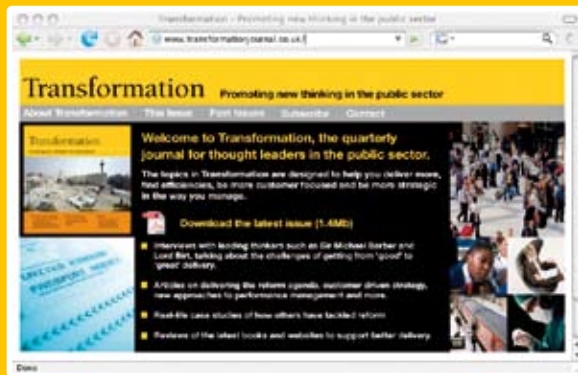 Transformation - Promoting new thinking in the public sector
www.transformationjournal.co.uk/
Transformation Promoting new thinking in the public sector
About Transformation This Issue Past Issues Subscribe Contact
Transformation
Welcome to Transformation, the quarterly
journal for thought leaders in the public sector.
The topics in Transformation are designed to help you deliver more,
find efficiencies, be more customer focused and be more strategic
in the way you manage.
Download the latest issue (1.4Mb)
Interviews with leading thinkers such as Sir Michael Barber and
Lord Birt, talking about the challenges of getting from 'good' to
'great' delivery.
Articles on delivering the reform agenda, customer driven strategy,
new approaches to performance management and more.
Real-life case studies of how others have tackled reform
Reviews of the latest books and websites to support better delivery.
UNITED KINGDOM
PASSPORT AGENCY
Done